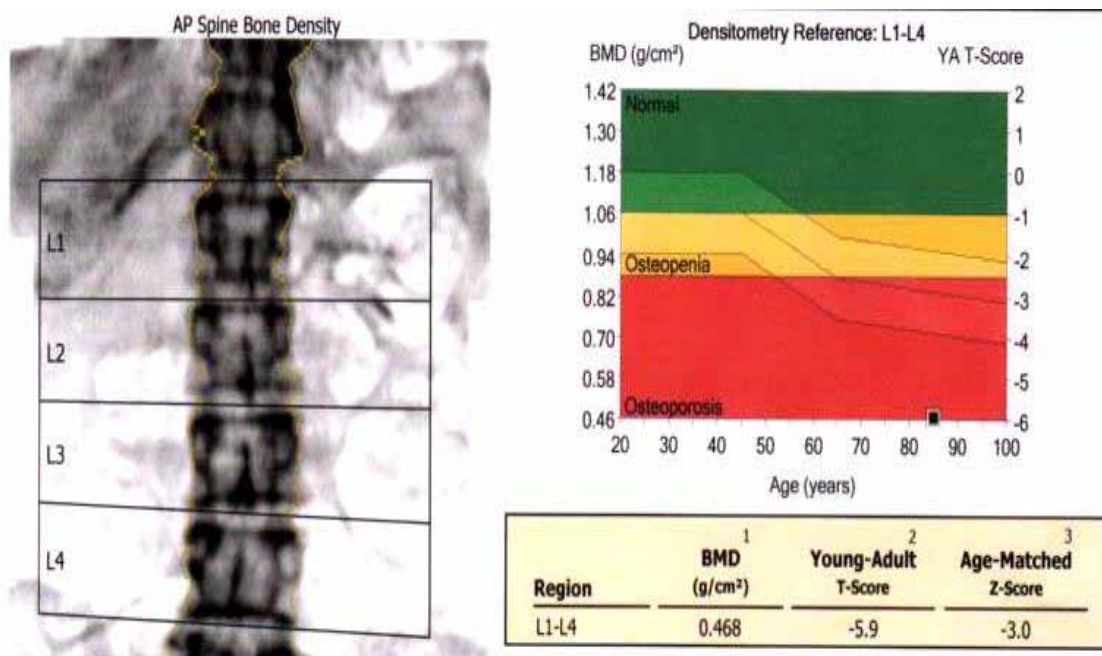 AP Spine Bone Density
L1
L2
L3
L4
Densitometry Reference: L1-L4
BMD (g/cm²) YA T-Score
1.42 2
1.30 1
1.18 0
1.06 -1
0.94 -2
0.82 -3
0.70 -4
0.58 -5
0.46 -6
Normal
Osteopenia
Osteoporosis
20 30 40 50 60 70 80 90 100
Age (years)
1 2 3
BMD Young-Adult Age-Matched
Region (g/cm²) T-Score Z-Score
L1-L4 0.468 -5.9 -3.0